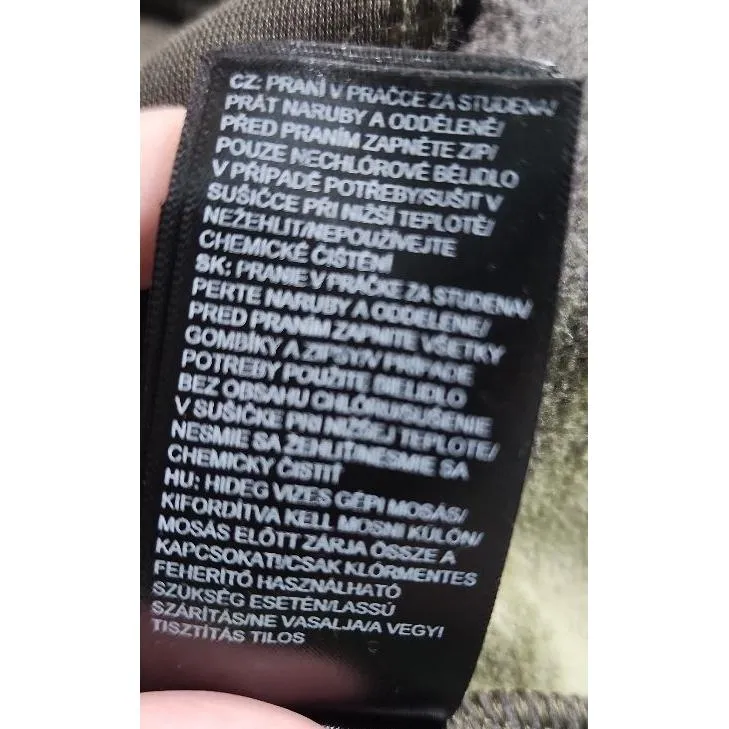 CZ: PRANÍ V PRAČCE ZA STUDENA/
PRÁT NARUBY A ODDĚLENĚ/
PŘED PRANÍM ZAPNĚTE ZIP/
POUZE NECHLÓROVÉ BĚLIDLO
V PŘÍPADĚ POTŘEBY/SUŠIT V
SUŠIČCE PŘI NIŽŠÍ TEPLOTĚ/
NEŽEHLIT/NEPOUŽÍVEJTE
CHEMICKÉ ČIŠTĚNÍ
SK: PRANIE V PRÁČKE ZA STUDENA/
PERTE NARUBY A ODDELENE/
PRED PRANÍM ZAPNITE VŠETKY
GOMBÍKY A ZIPSY/V PRÍPADE
POTREBY POUŽITE BIELIDLO
BEZ OBSAHU CHLÓRU/SUŠENIE
V SUŠIČKE PRI NIŽŠEJ TEPLOTE/
NESMIE SA ŽEHLIT/NESMIE SA
CHEMICKY ČISTIT
HU: HIDEG VIZES GÉPI MOSÁS/
KIFORDÍTVA KELL MOSNI KÜLÖN/
MOSÁS ELŐTT ZÁRJA ÖSSZE A
KAPCSOKAT/CSAK KLÓRMENTES
FEHERÍTŐ HASZNÁLHATÓ
SZÜKSÉG ESETÉN/LASSÚ
SZÁRÍTÁS/NE VASALJA/A VEGYI
TISZTÍTÁS TILOS